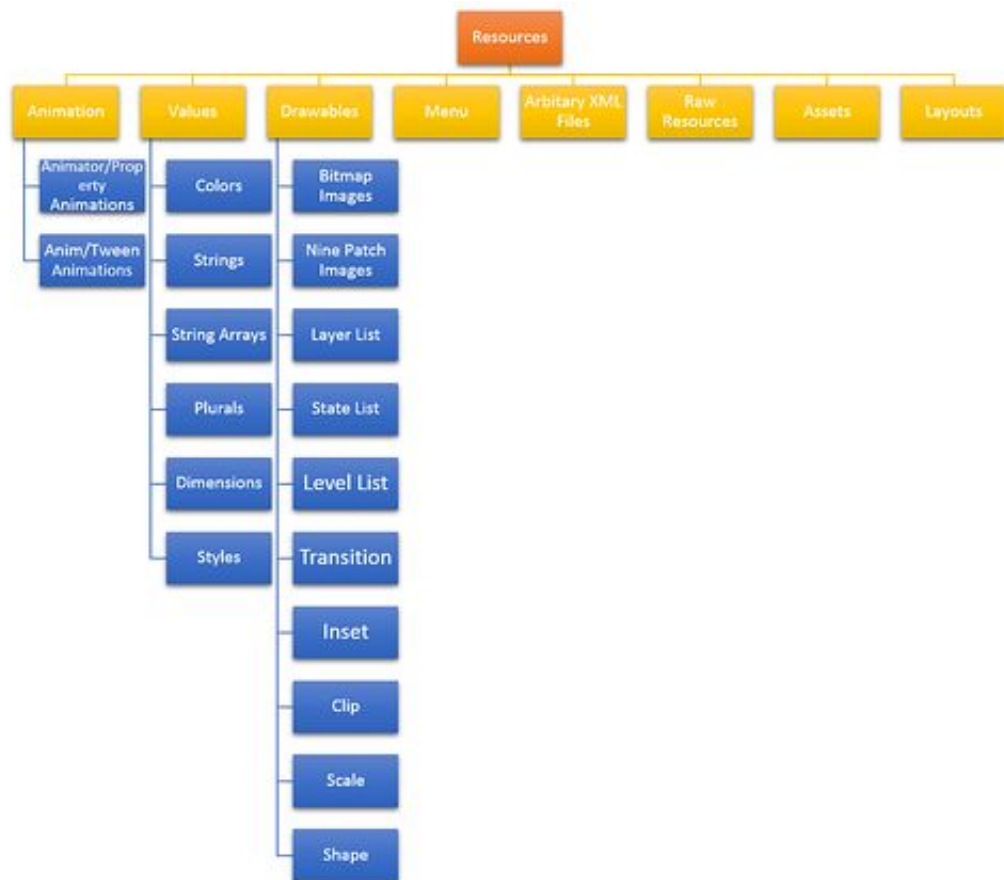 Resources
Animation
Values
Drawables
Menu
Arbitary XML
Files
Raw
Resources
Assets
Layouts
Animator/Prop
erty
Animations
Anim/Tween
Animations
Colors
Strings
String Arrays
Plurals
Dimensions
Styles
Bitmap
Images
Nine Patch
Images
Layer List
State List
Level List
Transition
Inset
Clip
Scale
Shape